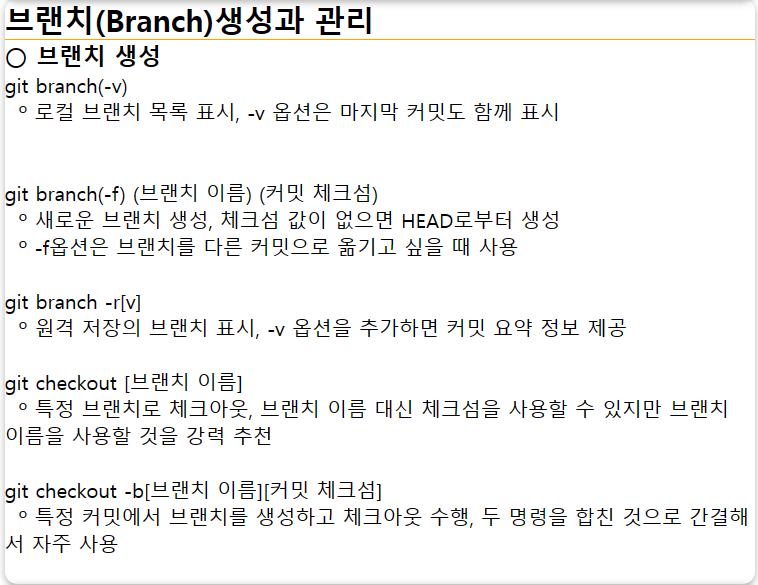 브랜치(Branch)생성과 관리
○ 브랜치 생성
git branch(-v)
º 로컬 브랜치 목록 표시, -v 옵션은 마지막 커밋도 함께 표시
git branch(-f) (브랜치 이름) (커밋 체크섬)
º 새로운 브랜치 생성, 체크섬 값이 없으면 HEAD로부터 생성
º -f옵션은 브랜치를 다른 커밋으로 옮기고 싶을 때 사용
git branch -r[v]
º 원격 저장의 브랜치 표시, -v 옵션을 추가하면 커밋 요약 정보 제공
git checkout [브랜치 이름]
º 특정 브랜치로 체크아웃, 브랜치 이름 대신 체크섬을 사용할 수 있지만 브랜치
이름을 사용할 것을 강력 추천
git checkout -b[브랜치 이름][커밋 체크섬]
º 특정 커밋에서 브랜치를 생성하고 체크아웃 수행, 두 명령을 합친 것으로 간결해
서 자주 사용